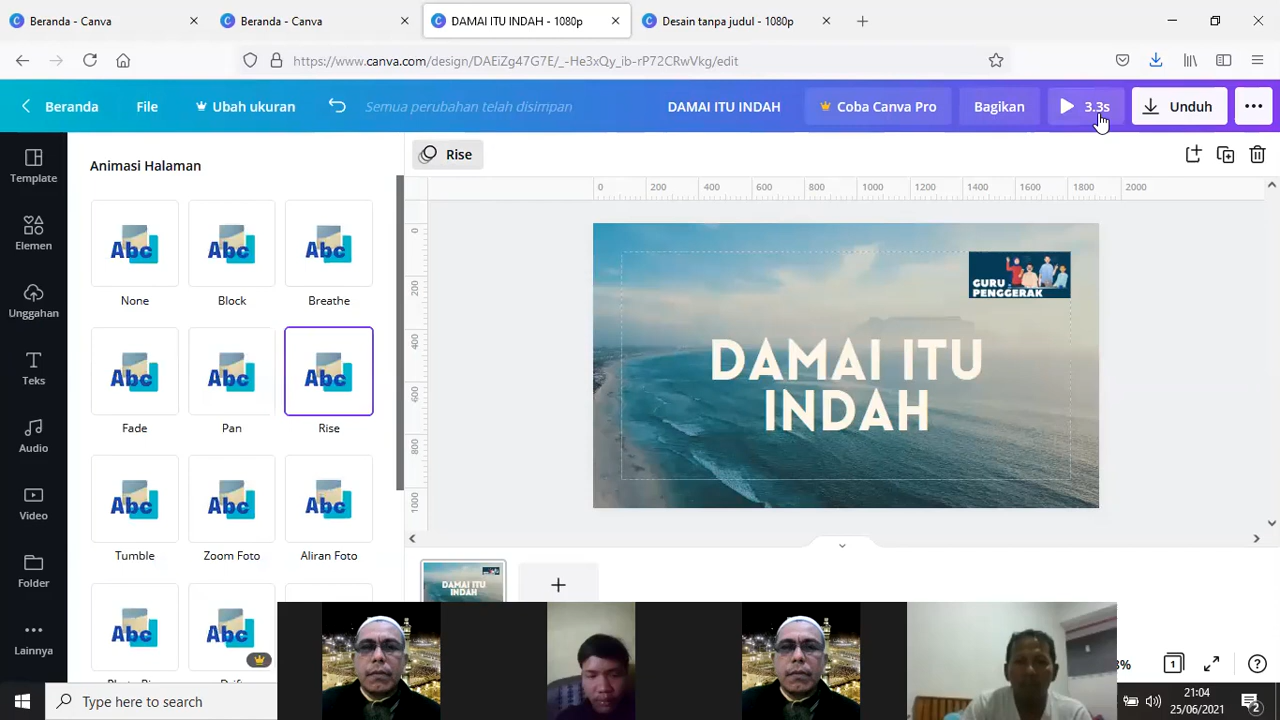 Beranda - Canva
Beranda - Canva
DAMAI ITU INDAH - 1080p
Desain tanpa judul - 1080p
https://www.canva.com/design/DAEiZg47G7E/_-He3xQy_ib-rP72CRwVkg/edit
Beranda
File
Ubah ukuran
Semua perubahan telah disimpan
DAMAI ITU INDAH
Coba Canva Pro
Bagikan
3.3s
Unduh
Template
Elemen
Unggahan
Teks
Audio
Video
Folder
Lainnya
Animasi Halaman
Abc
None
Abc
Block
Abc
Breathe
Abc
Fade
Abc
Pan
Abc
Rise
Abc
Tumble
Abc
Zoom Foto
Abc
Aliran Foto
Abc
Abc
Rise
0 200 400 600 800 1000 1200 1400 1600 1800 2000
0
200
400
600
800
1000
GURU
PENGGERAK
DAMAI ITU
INDAH
DAMAI ITU
INDAH
1
Type here to search
21:04
25/06/2021
2